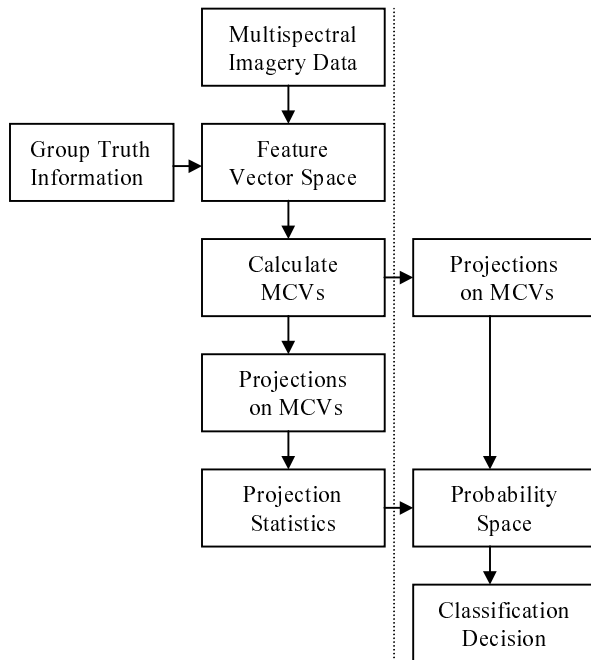 Multispectral
Imagery Data
Group Truth
Information
Feature
Vector Space
Calculate
MCVs
Projections
on MCVs
Projections
on MCVs
Projection
Statistics
Probability
Space
Classification
Decision